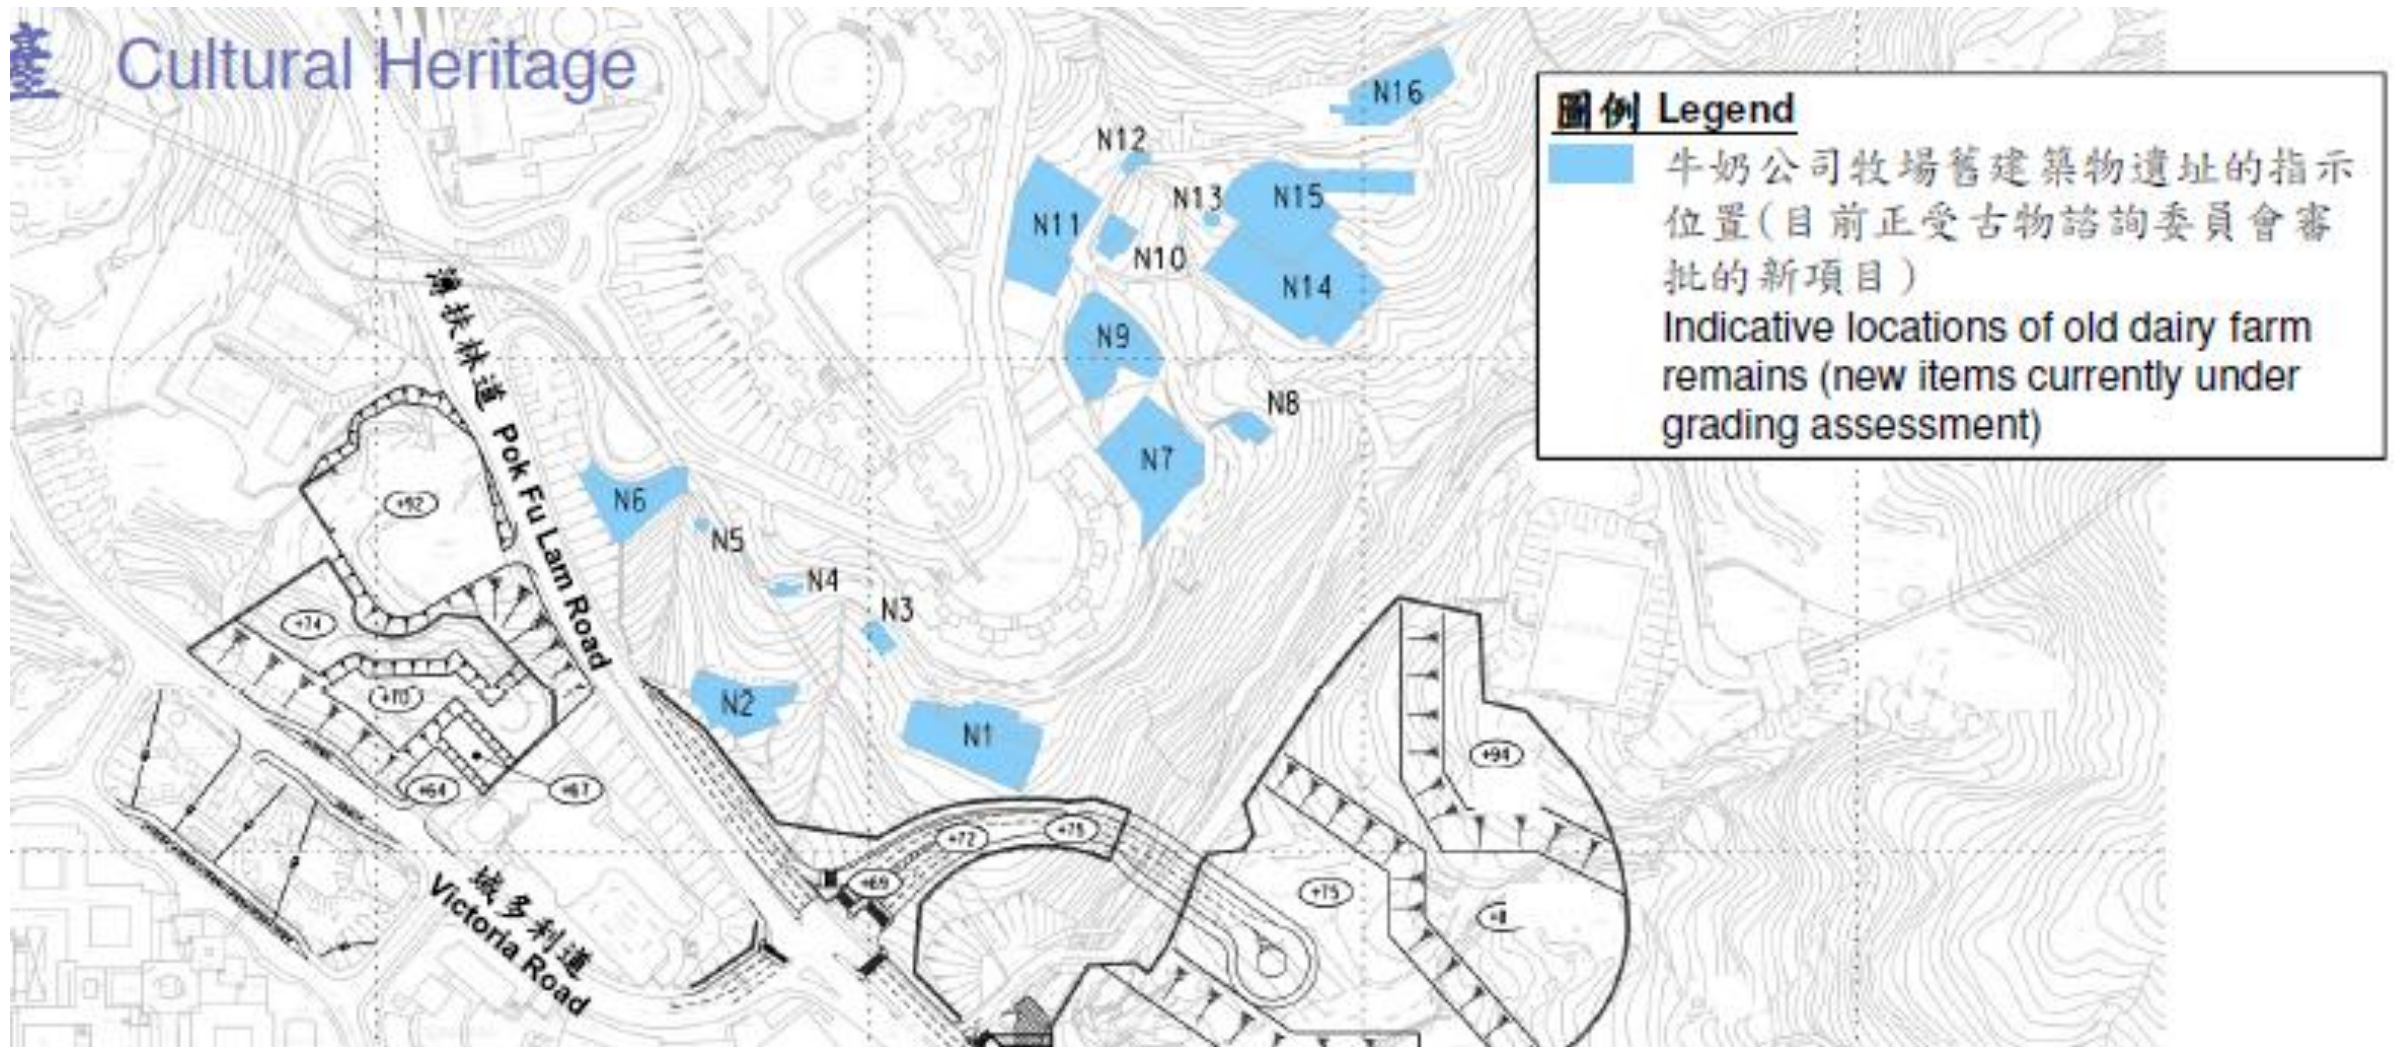 Cultural Heritage
圖例 Legend
牛奶公司牧場舊建築物遺址的指示
位置(目前正受古物諮詢委員會審
批的新項目)
Indicative locations of old dairy farm
remains (new items currently under
grading assessment)
N16
N12
N13
N15
N11
N10
N14
N9
N8
N7
薄扶林道 Pok Fu Lam Road
N6
N5
N4
N3
N2
N1
+92
+74
+70
+64
+67
+94
+72
+75
+69
+75
域多利道
Victoria Road